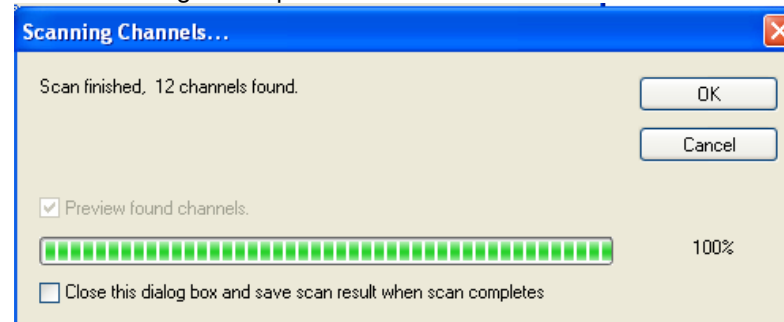 Scanning Channels...
Scan finished, 12 channels found.
OK
Cancel
Preview found channels.
100%
Close this dialog box and save scan result when scan completes